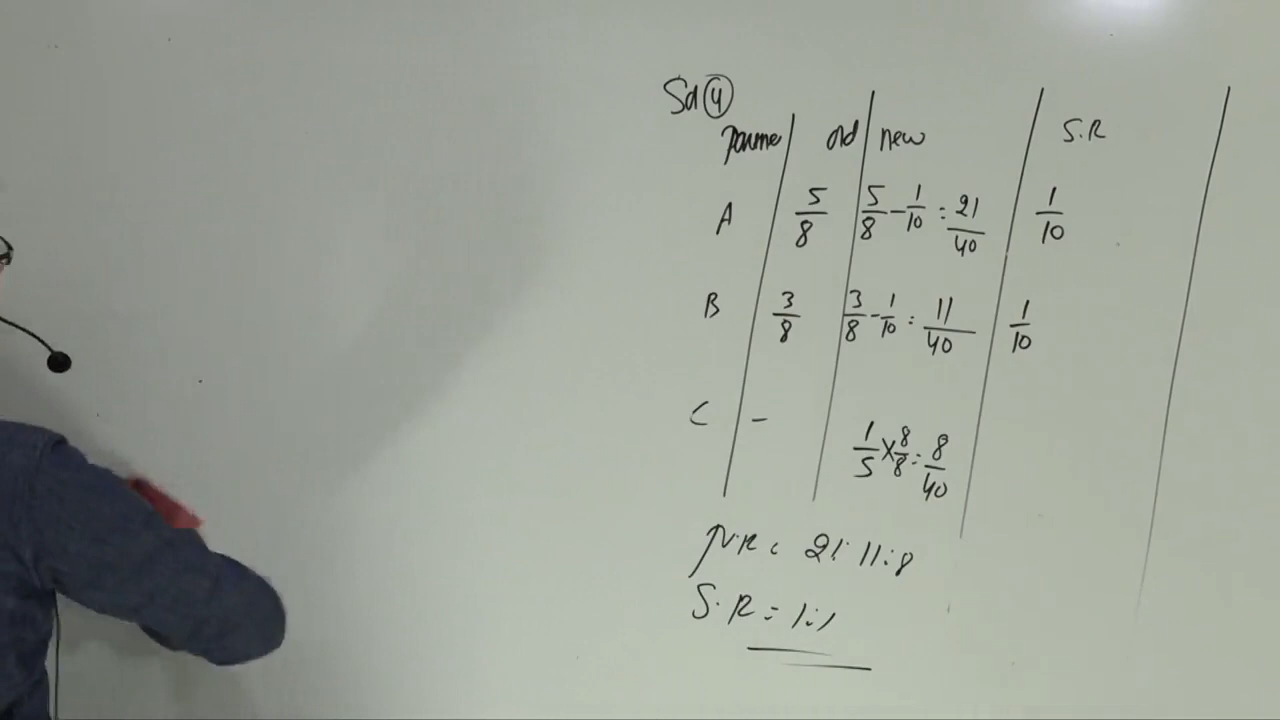 Sol ④
old new S.R
A 5/8 5/8 - 1/10 = 21/40 1/10
B 3/8 3/8 - 1/10 = 11/40 1/10
C - 1/5 × 8/8 = 8/40
N.R = 21:11:8
S.R = 1:1